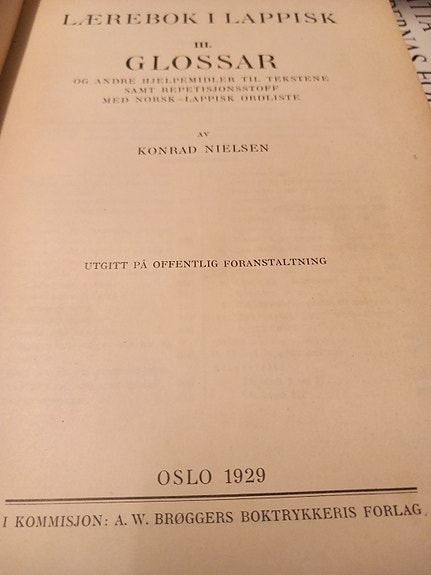 LÆREBOK I LAPPISK
III.
GLOSSAR
OG ANDRE HJELPEMIDLER TIL TEKSTENE
SAMT REPETISJONSSTOFF
MED NORSK-LAPPISK ORDLISTE
AV
KONRAD NIELSEN
UTGITT PÅ OFFENTLIG FORANSTALTNING
OSLO 1929
I KOMMISJON: A. W. BRØGGERS BOKTRYKKERIS FORLAG